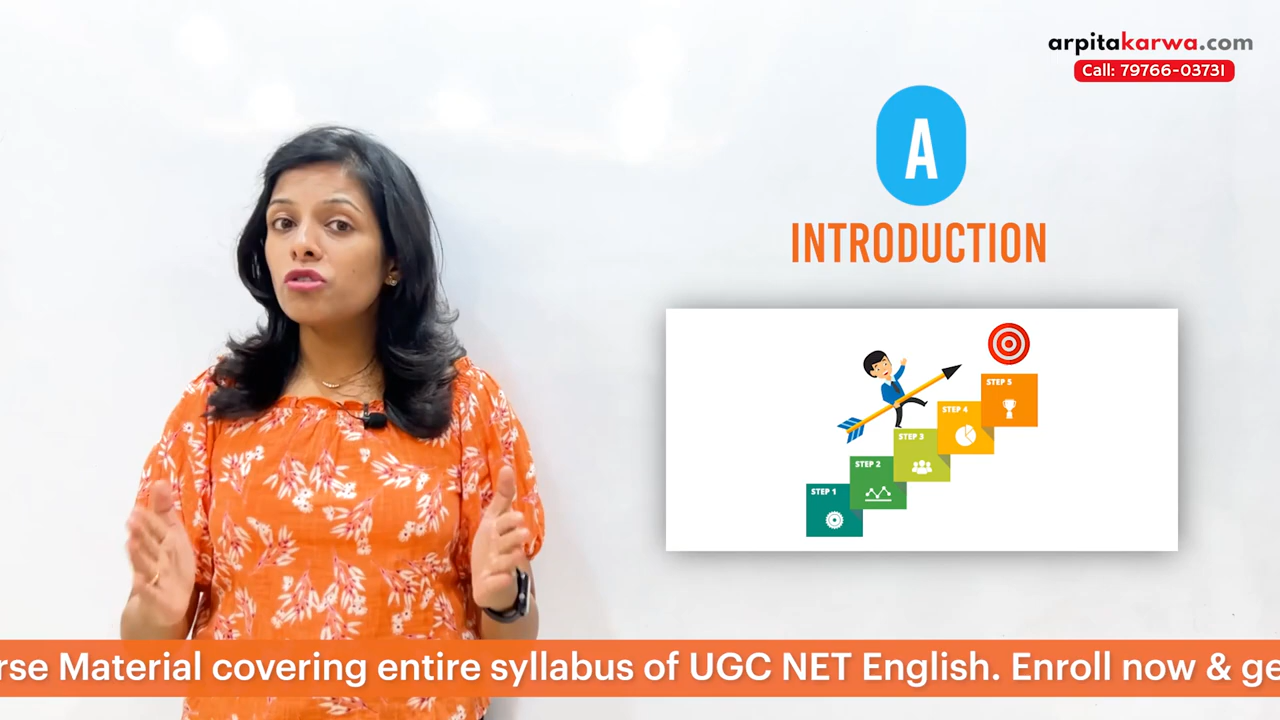 arpitakarwa.com
Call: 79766-03731
A
INTRODUCTION
STEP 5
STEP 4
STEP 3
STEP 2
STEP 1
rse Material covering entire syllabus of UGC NET English. Enroll now & ge